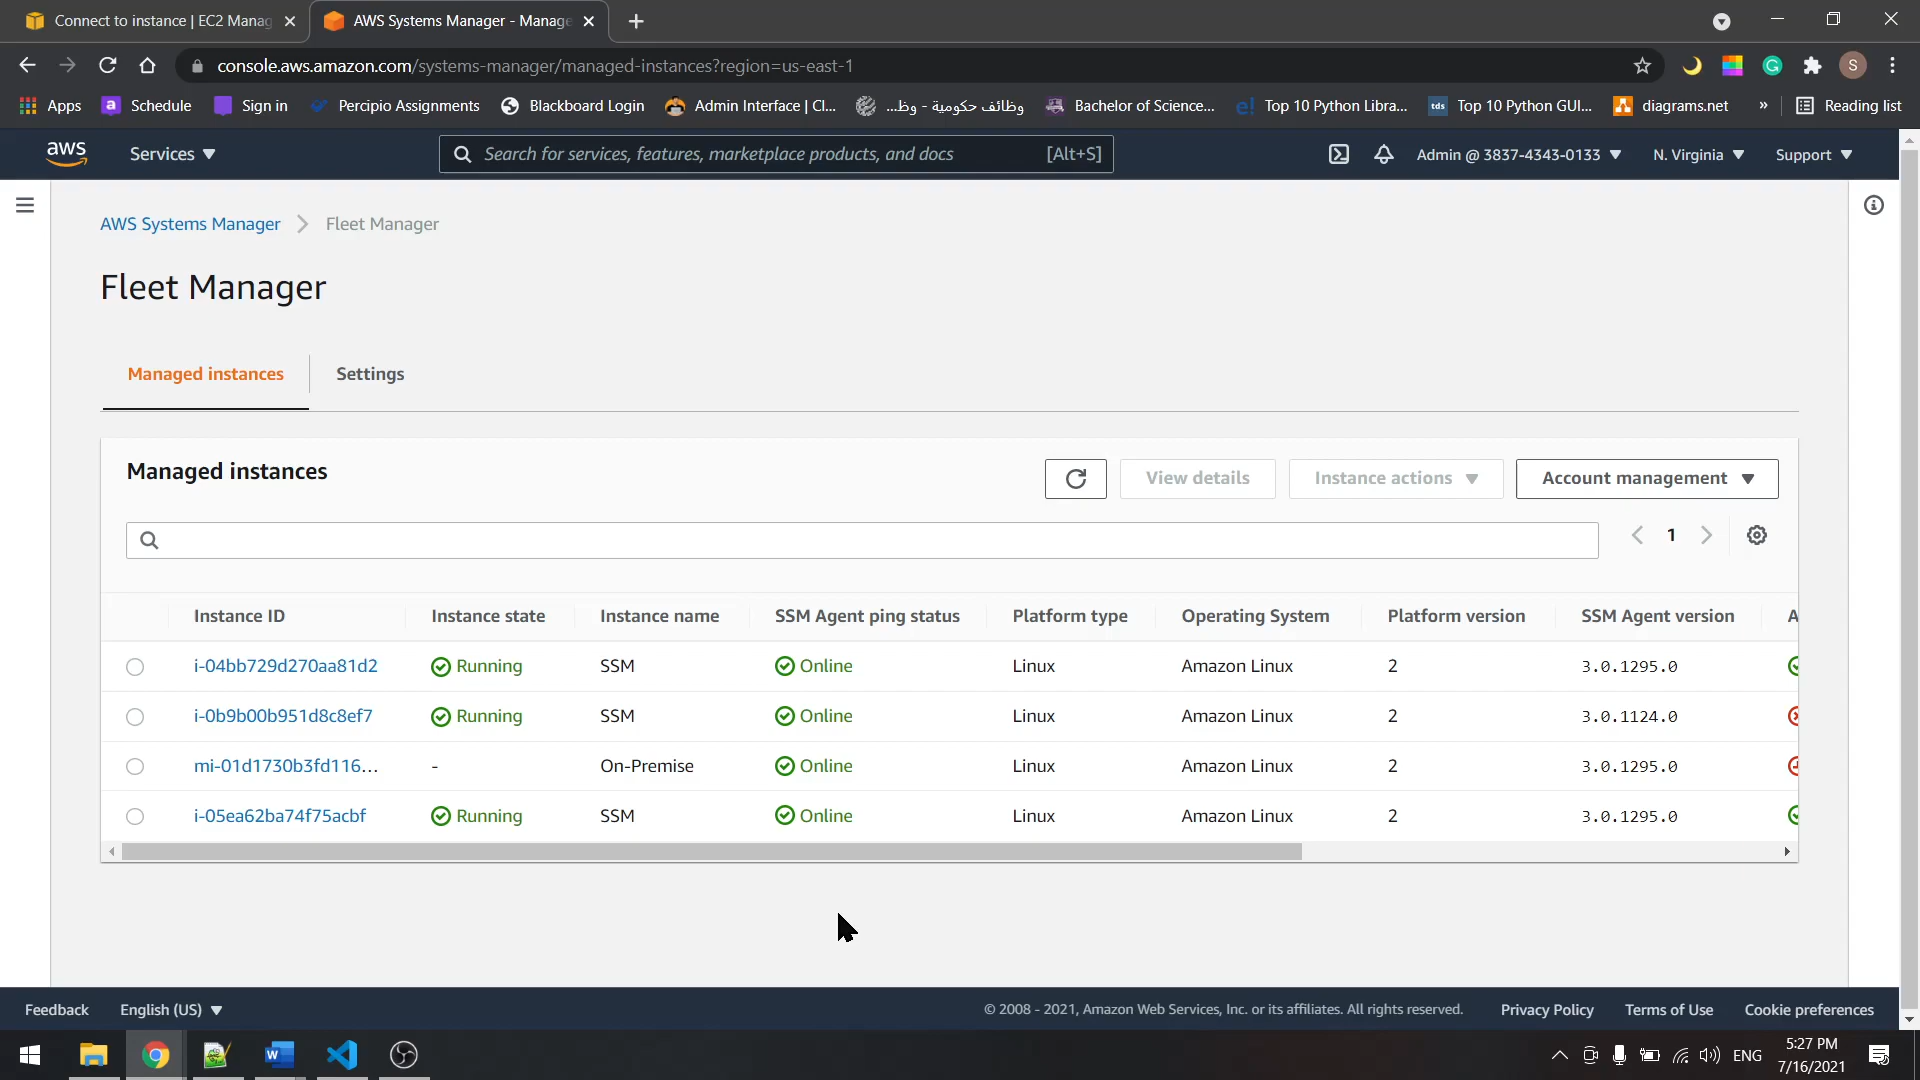 Connect to instance | EC2 Manag
AWS Systems Manager - Manage
console.aws.amazon.com/systems-manager/managed-instances?region=us-east-1
S
Apps
a Schedule
Sign in
Percipio Assignments
Blackboard Login
Admin Interface | Cl...
وظائف حكومية - وظ...
Bachelor of Science...
e! Top 10 Python Libra...
tds Top 10 Python GUI...
diagrams.net
»
Reading list
aws
Services
Search for services, features, marketplace products, and docs
[Alt+S]
Admin @ 3837-4343-0133
N. Virginia
Support
AWS Systems Manager
Fleet Manager
Fleet Manager
Managed instances
Settings
Managed instances
View details
Instance actions
Account management
1
Instance ID Instance state Instance name SSM Agent ping status Platform type Operating System Platform version SSM Agent version A
i-04bb729d270aa81d2 Running SSM Online Linux Amazon Linux 2 3.0.1295.0
i-0b9b00b951d8c8ef7 Running SSM Online Linux Amazon Linux 2 3.0.1124.0
mi-01d1730b3fd116... - On-Premise Online Linux Amazon Linux 2 3.0.1295.0
i-05ea62ba74f75acbf Running SSM Online Linux Amazon Linux 2 3.0.1295.0
Feedback
English (US)
© 2008 - 2021, Amazon Web Services, Inc. or its affiliates. All rights reserved.
Privacy Policy
Terms of Use
Cookie preferences
W
ENG
5:27 PM
7/16/2021